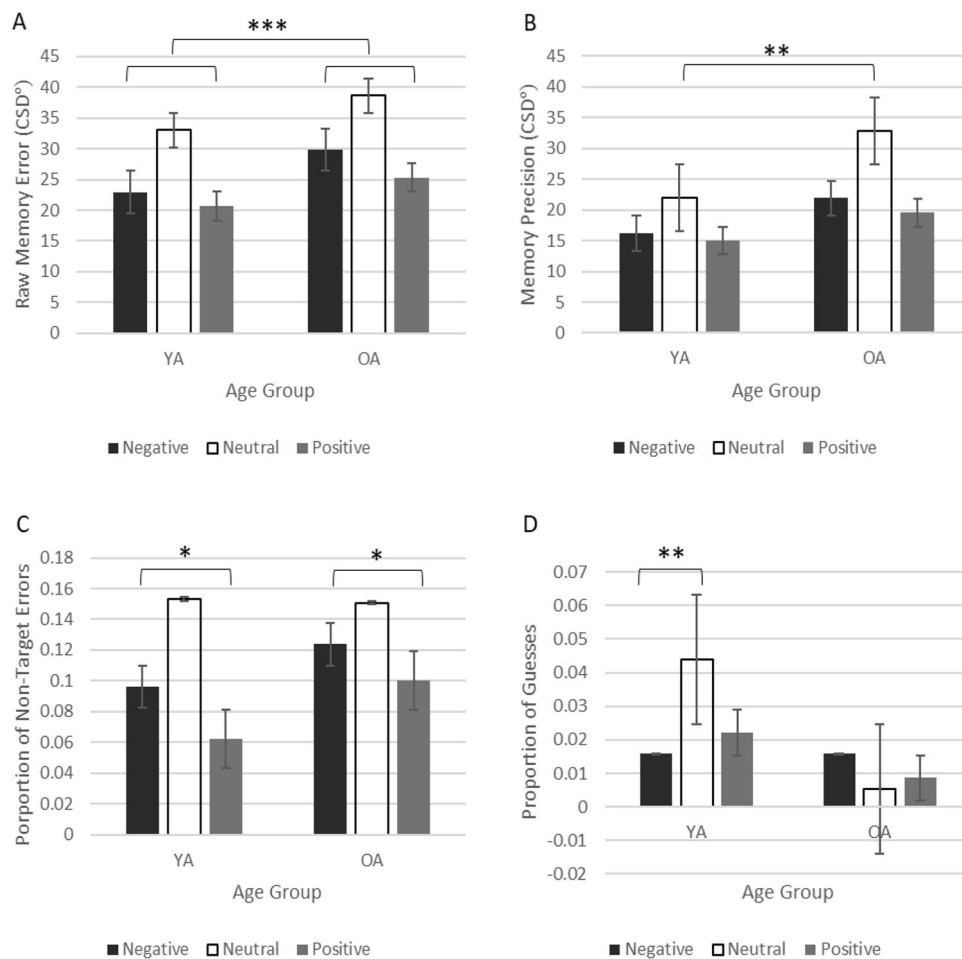 A
***
Raw Memory Error (CSD°)
45
40
35
30
25
20
15
10
5
0
YA
OA
Age Group
Negative Neutral Positive
B
**
Memory Precision (CSD°)
45
40
35
30
25
20
15
10
5
0
YA
OA
Age Group
Negative Neutral Positive
C
*
*
Porportion of Non-Target Errors
0.18
0.16
0.14
0.12
0.1
0.08
0.06
0.04
0.02
0
YA
OA
Age Group
Negative Neutral Positive
D
**
Proportion of Guesses
0.07
0.06
0.05
0.04
0.03
0.02
0.01
0
-0.01
-0.02
YA
OA
Age Group
Negative Neutral Positive